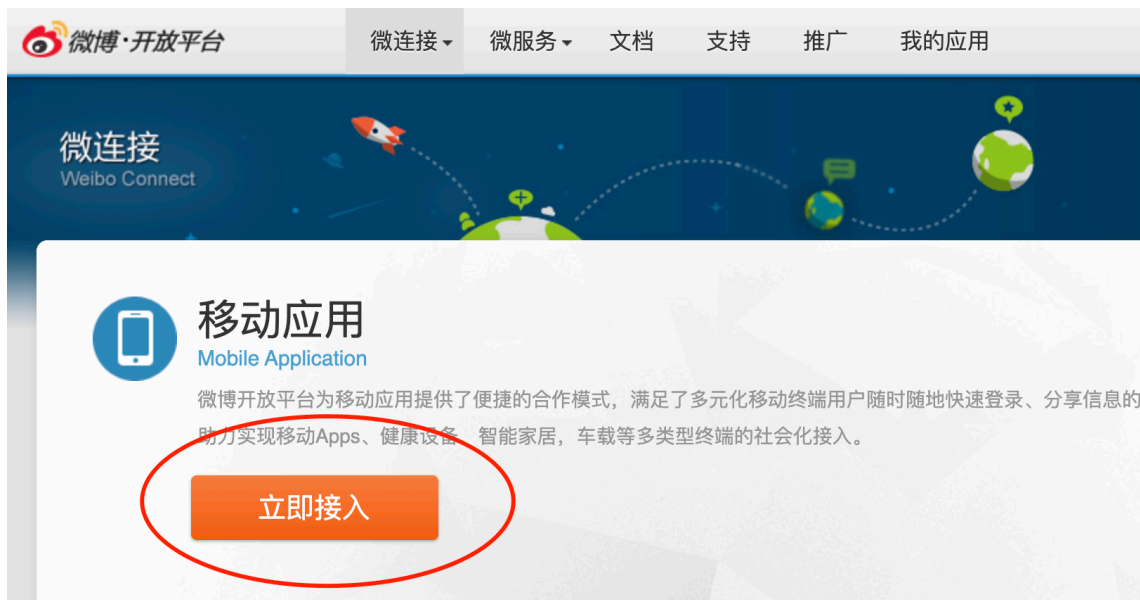 微博·开放平台 微连接 微服务 文档 支持 推广 我的应用
微连接
Weibo Connect
移动应用
Mobile Application
微博开放平台为移动应用提供了便捷的合作模式，满足了多元化移动终端用户随时随地快速登录、分享信息的
助力实现移动Apps、健康设备、智能家居，车载等多类型终端的社会化接入。
立即接入